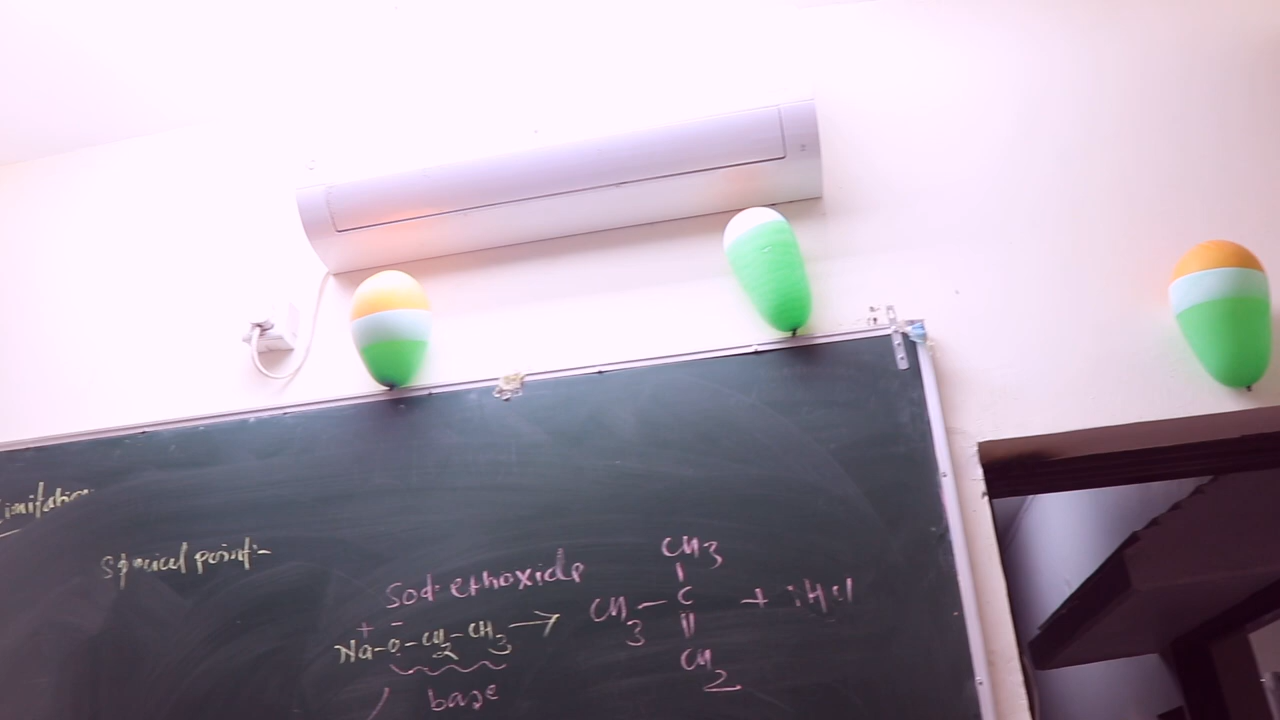 Limitation
Special point:-
Sod. ethoxide
CH3
+ -
Na-O-CH2-CH3 → CH3-C + HCl
||
CH2
base